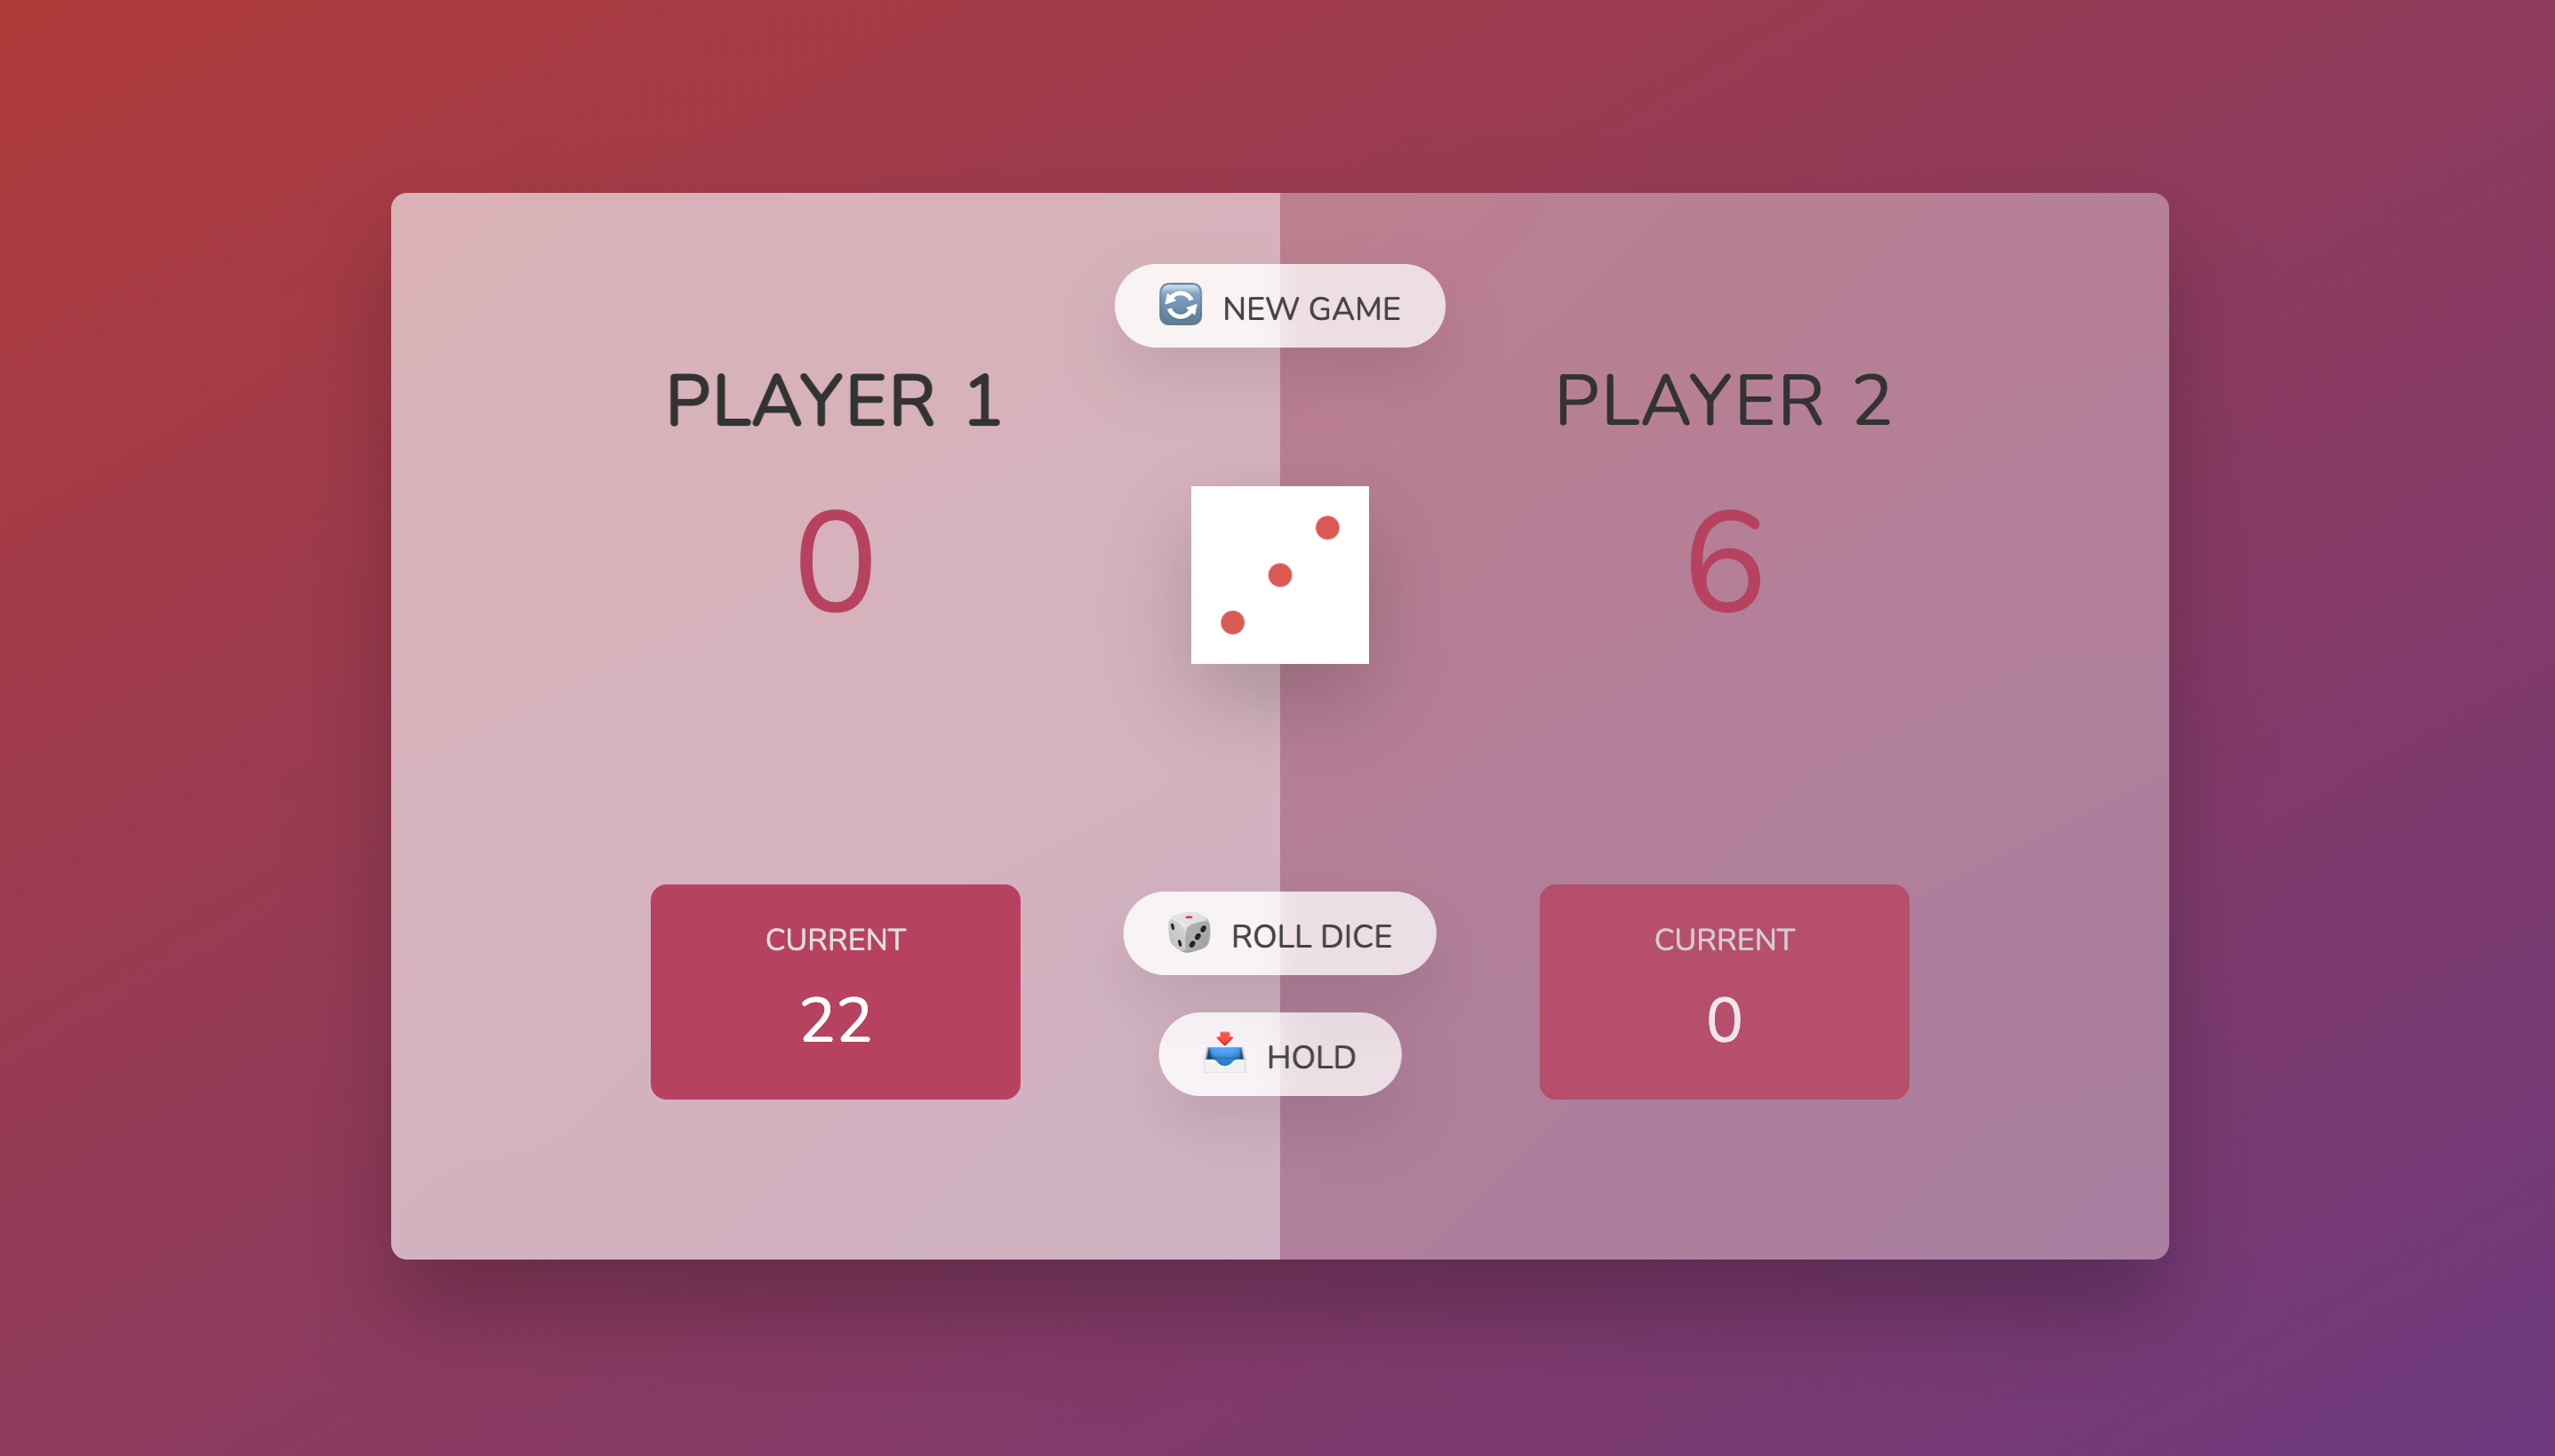 NEW GAME
PLAYER 1
0
PLAYER 2
6
CURRENT
22
ROLL DICE
HOLD
CURRENT
0